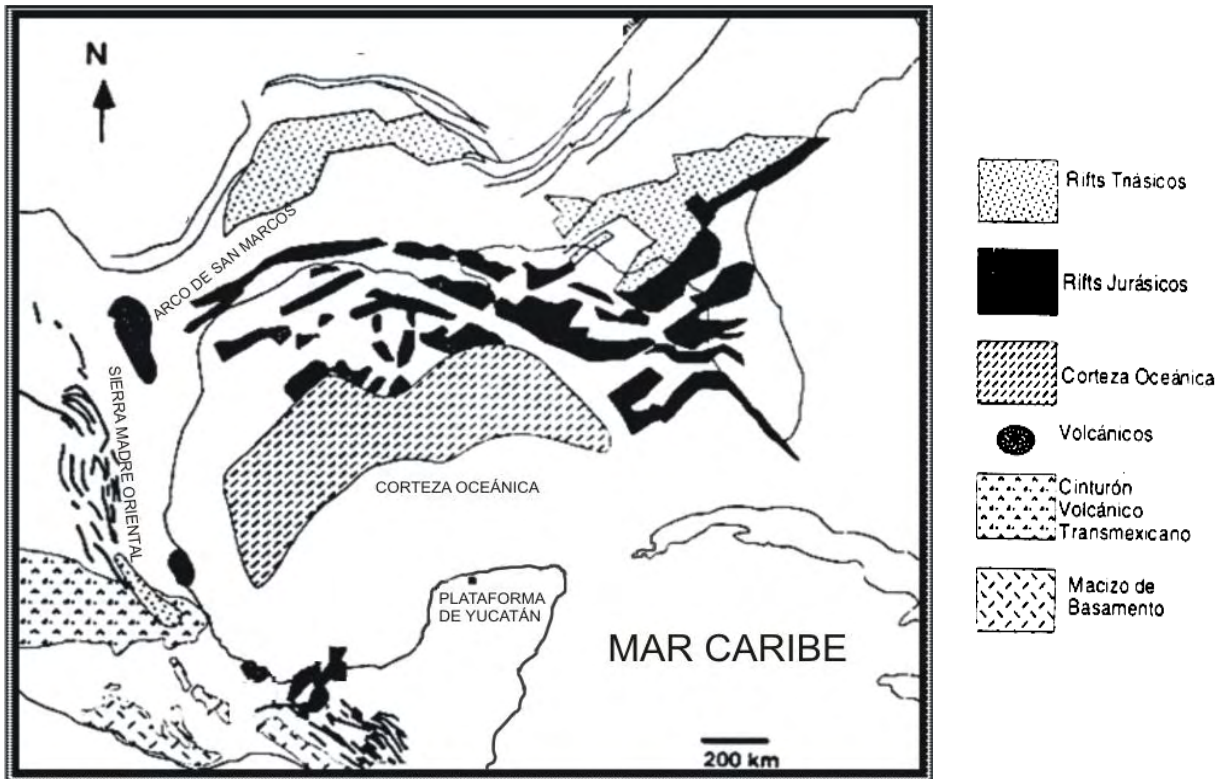 N
ARCO DE SAN MARCOS
SIERRA MADRE ORIENTAL
CORTEZA OCEÁNICA
PLATAFORMA
DE YUCATÁN
MAR CARIBE
200 km
Rifts Tnásicos
Rifts Jurásicos
Corteza Oceánica
Volcánicos
Cinturón
Volcánico
Transmexicano
Macizo de
Basamento